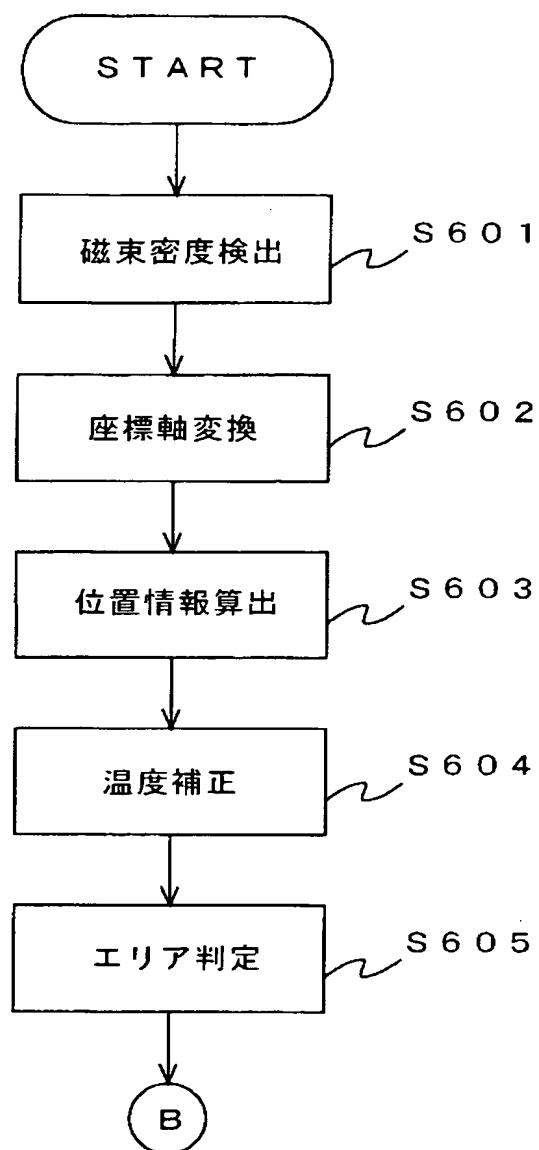 START
磁束密度検出
S601
座標軸変換
S602
位置情報算出
S603
温度補正
S604
エリア判定
S605
B